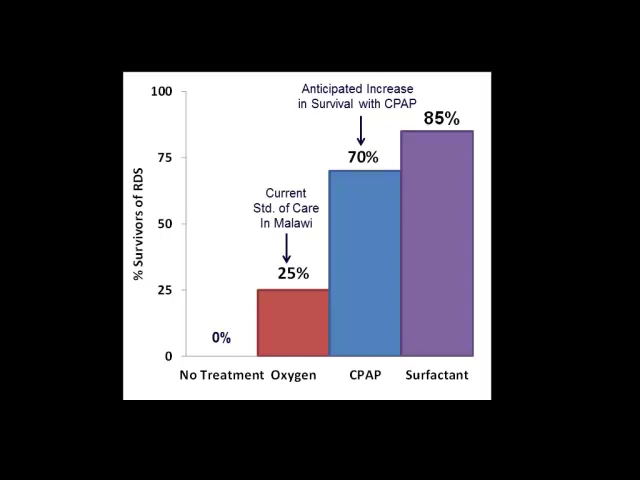 Anticipated Increase
in Survival with CPAP
100
85%
75
70%
Current
Std. of Care
In Malawi
50
25%
25
0%
0
% Survivors of RDS
No Treatment Oxygen CPAP Surfactant